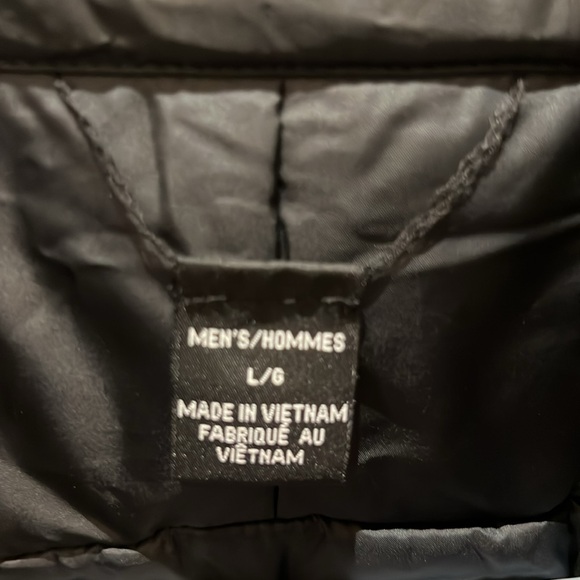 MEN'S/HOMMES
L/G
MADE IN VIETNAM
FABRIQUÉ AU
VIÊTNAM